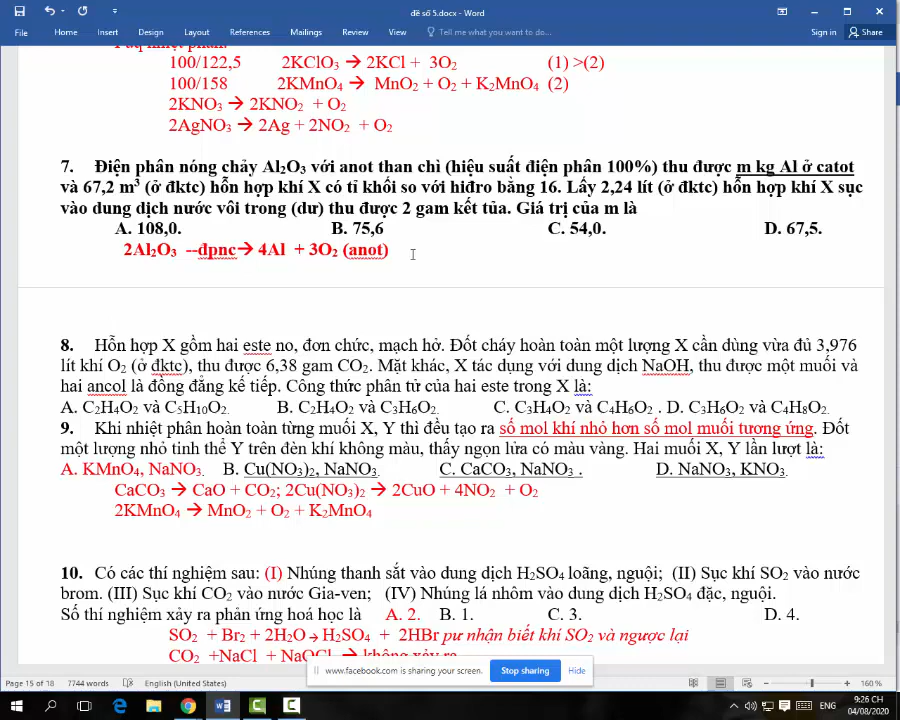 đề số 5.docx - Word
File Home Insert Design Layout References Mailings Review View Tell me what you want to do... Sign in Share
nhiệt phân:
100/122,5 2KClO₃ → 2KCl + 3O₂ (1) >(2)
100/158 2KMnO₄ → MnO₂ + O₂ + K₂MnO₄ (2)
2KNO₃ → 2KNO₂ + O₂
2AgNO₃ → 2Ag + 2NO₂ + O₂
7. Điện phân nóng chảy Al₂O₃ với anot than chì (hiệu suất điện phân 100%) thu được m kg Al ở catot
và 67,2 m³ (ở đktc) hỗn hợp khí X có tỉ khối so với hiđro bằng 16. Lấy 2,24 lít (ở đktc) hỗn hợp khí X sục
vào dung dịch nước vôi trong (dư) thu được 2 gam kết tủa. Giá trị của m là
A. 108,0. B. 75,6 C. 54,0. D. 67,5.
2Al₂O₃ --dpnc→ 4Al + 3O₂ (anot)
8. Hỗn hợp X gồm hai este no, đơn chức, mạch hở. Đốt cháy hoàn toàn một lượng X cần dùng vừa đủ 3,976
lít khí O₂ (ở đktc), thu được 6,38 gam CO₂. Mặt khác, X tác dụng với dung dịch NaOH, thu được một muối và
hai ancol là đồng đẳng kế tiếp. Công thức phân tử của hai este trong X là:
A. C₂H₄O₂ và C₅H₁₀O₂. B. C₂H₄O₂ và C₃H₆O₂. C. C₃H₄O₂ và C₄H₆O₂ . D. C₃H₆O₂ và C₄H₈O₂.
9. Khi nhiệt phân hoàn toàn từng muối X, Y thì đều tạo ra số mol khí nhỏ hơn số mol muối tương ứng. Đốt
một lượng nhỏ tinh thể Y trên đèn khí không màu, thấy ngọn lửa có màu vàng. Hai muối X, Y lần lượt là:
A. KMnO₄, NaNO₃. B. Cu(NO₃)₂, NaNO₃. C. CaCO₃, NaNO₃ . D. NaNO₃, KNO₃.
CaCO₃ → CaO + CO₂; 2Cu(NO₃)₂ → 2CuO + 4NO₂ + O₂
2KMnO₄ → MnO₂ + O₂ + K₂MnO₄
10. Có các thí nghiệm sau: (I) Nhúng thanh sắt vào dung dịch H₂SO₄ loãng, nguội; (II) Sục khí SO₂ vào nước
brom. (III) Sục khí CO₂ vào nước Gia-ven; (IV) Nhúng lá nhôm vào dung dịch H₂SO₄ đặc, nguội.
Số thí nghiệm xảy ra phản ứng hoá học là A. 2. B. 1. C. 3. D. 4.
SO₂ + Br₂ + 2H₂O → H₂SO₄ + 2HBr pư nhận biết khí SO₂ và ngược lại
CO₂ +NaCl + NaOCl → không xảy ra
www.facebook.com is sharing your screen. Stop sharing Hide
Page 15 of 18 7744 words English (United States) 160 %
ENG 9:26 CH
04/08/2020